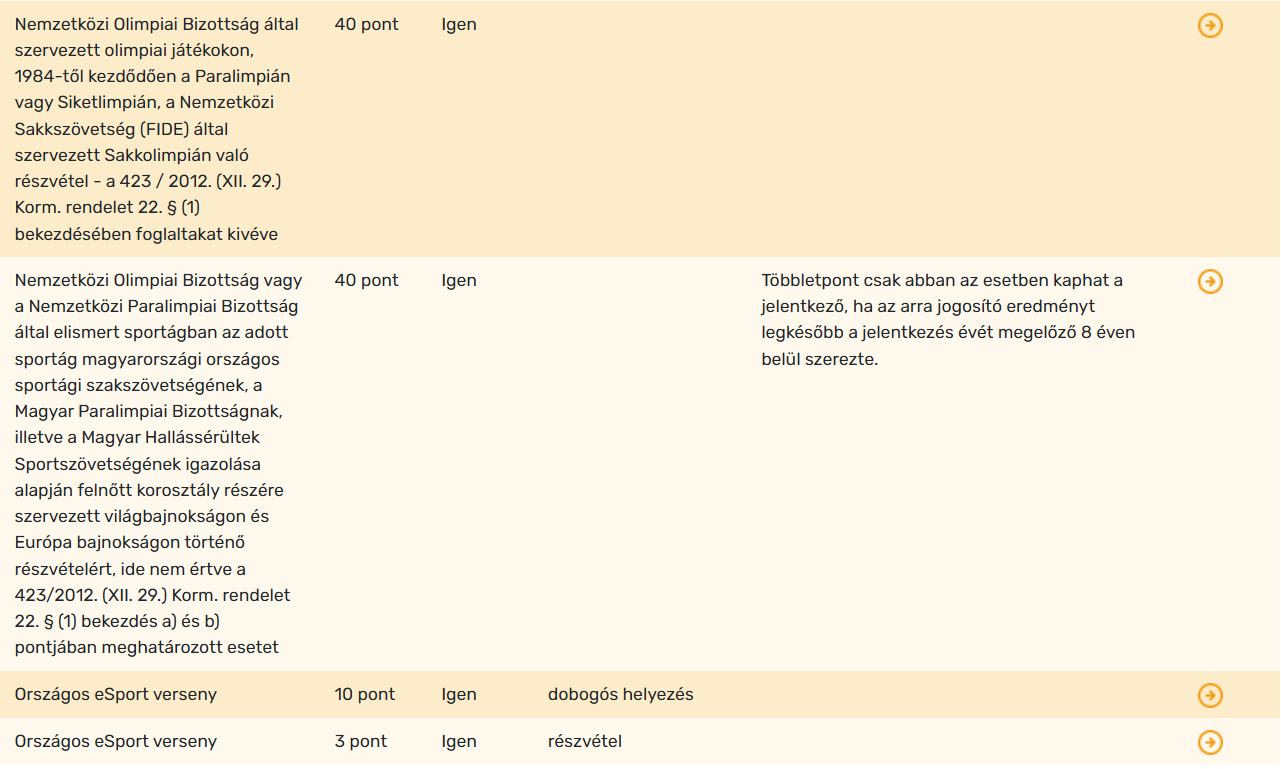 Nemzetközi Olimpiai Bizottság által
szervezett olimpiai játékokon,
1984-től kezdődően a Paralimpián
vagy Siketlimpián, a Nemzetközi
Sakkszövetség (FIDE) által
szervezett Sakkolimpián való
részvétel - a 423 / 2012. (XII. 29.)
Korm. rendelet 22. § (1)
bekezdésében foglaltakat kivéve
40 pont
Igen
Nemzetközi Olimpiai Bizottság vagy
a Nemzetközi Paralimpiai Bizottság
által elismert sportágban az adott
sportág magyarországi országos
sportági szakszövetségének, a
Magyar Paralimpiai Bizottságnak,
illetve a Magyar Hallássérültek
Sportszövetségének igazolása
alapján felnőtt korosztály részére
szervezett világbajnokságon és
Európa bajnokságon történő
részvételért, ide nem értve a
423/2012. (XII. 29.) Korm. rendelet
22. § (1) bekezdés a) és b)
pontjában meghatározott esetet
40 pont
Igen
Többletpont csak abban az esetben kaphat a
jelentkező, ha az arra jogosító eredményt
legkésőbb a jelentkezés évét megelőző 8 éven
belül szerezte.
Országos eSport verseny
10 pont
Igen
dobogós helyezés
Országos eSport verseny
3 pont
Igen
részvétel